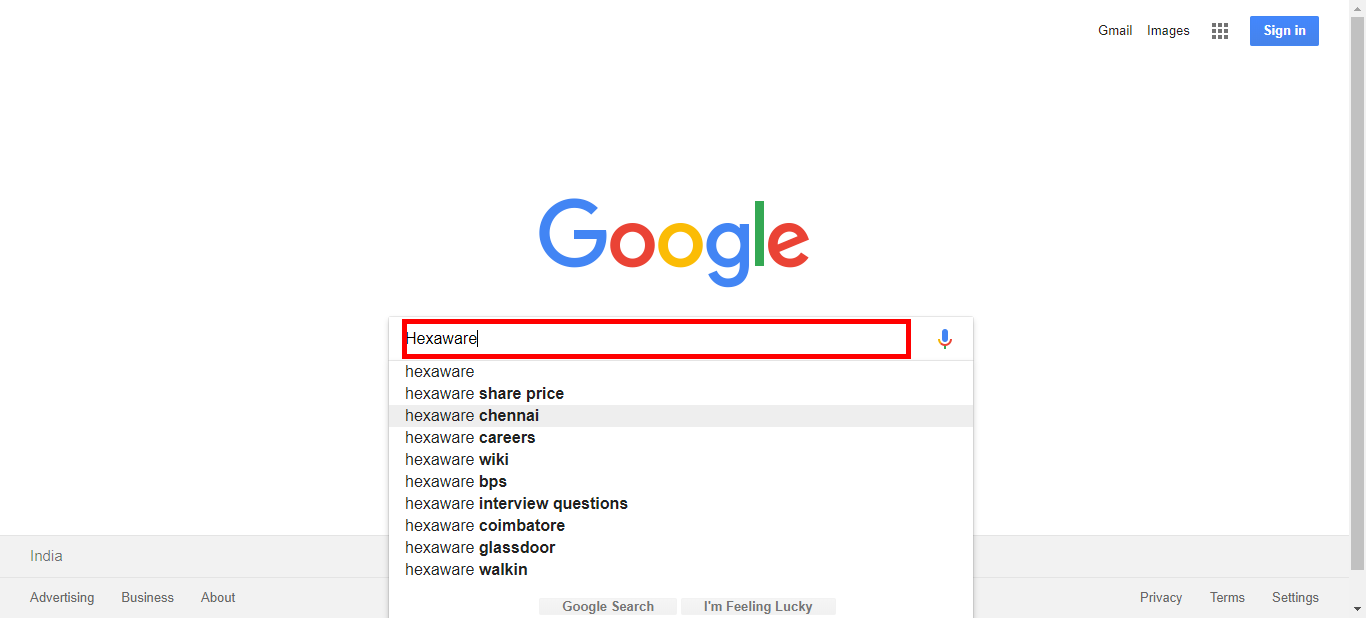 Gmail Images Sign in
Google
Hexaware
hexaware
hexaware share price
hexaware chennai
hexaware careers
hexaware wiki
hexaware bps
hexaware interview questions
hexaware coimbatore
hexaware glassdoor
hexaware walkin
Google Search I'm Feeling Lucky
India
Advertising Business About Privacy Terms Settings